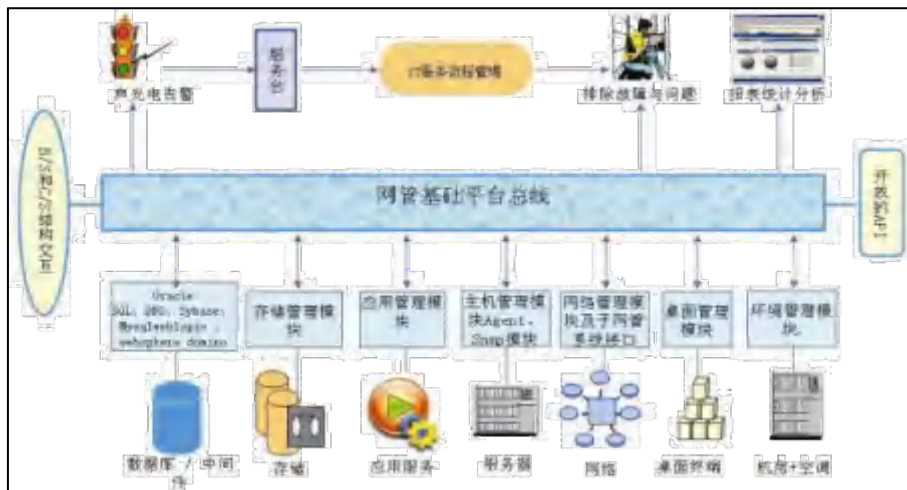 服务台
IT服务流程管理
声光电告警
排除故障与问题
报表统计分析
B/S和C/S结构交问
网管基础平台总线
开放的API
Oracle
SQL、DB2、Sybase、
websphere domino
存储管理模块
应用管理模块
主机管理模块Agent、Snmp模块
网络管理模块及子网管系统接口
桌面管理模块
环境管理模块
数据库 / 中间件
存储
应用服务
服务器
网络
桌面终端
机房+空调